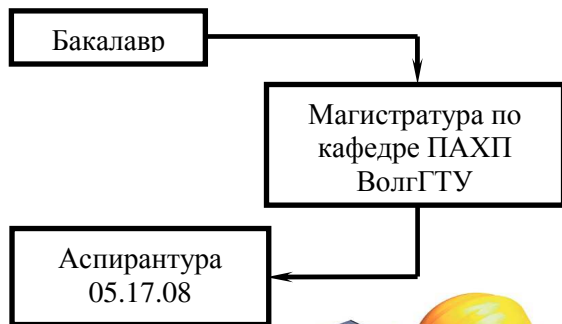 Бакалавр
Магистратура по
кафедре ПАХП
ВолгГТУ
Аспирантура
05.17.08